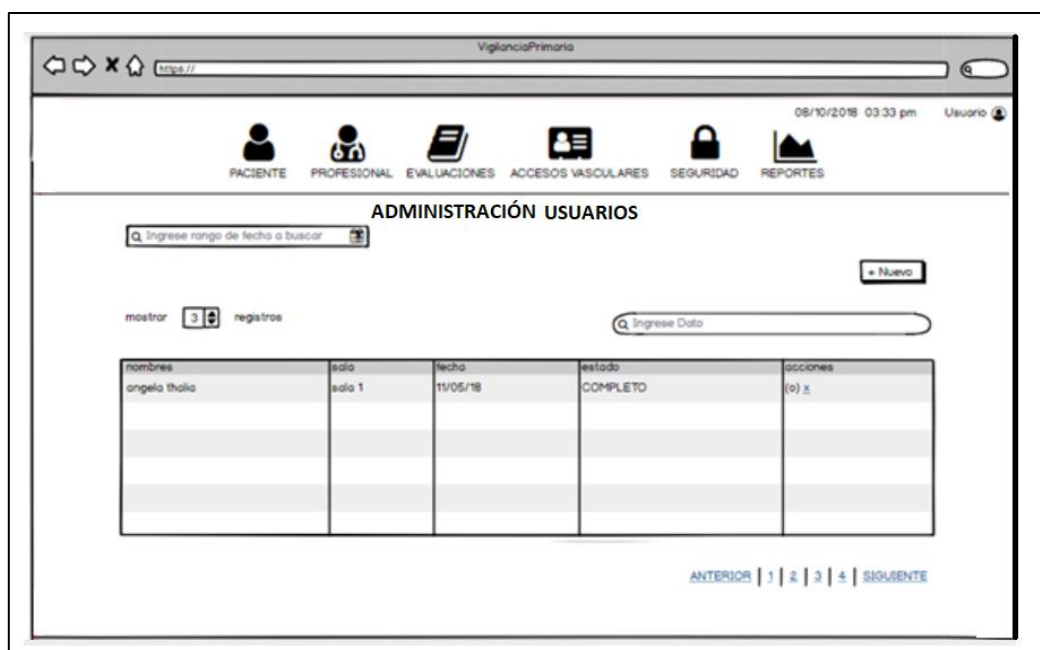 VigilanciaPrimaria
https://
08/10/2018 03:33 pm Usuario
PACIENTE PROFESIONAL EVALUACIONES ACCESOS VASCULARES SEGURIDAD REPORTES
ADMINISTRACIÓN USUARIOS
Ingrese rango de fecha a buscar
+ Nuevo
mostrar 3 registros
Ingrese Dato
nombres sala fecha estado acciones
angela thalia sala 1 11/05/18 COMPLETO (o) x
ANTERIOR | 1 | 2 | 3 | 4 | SIGUIENTE